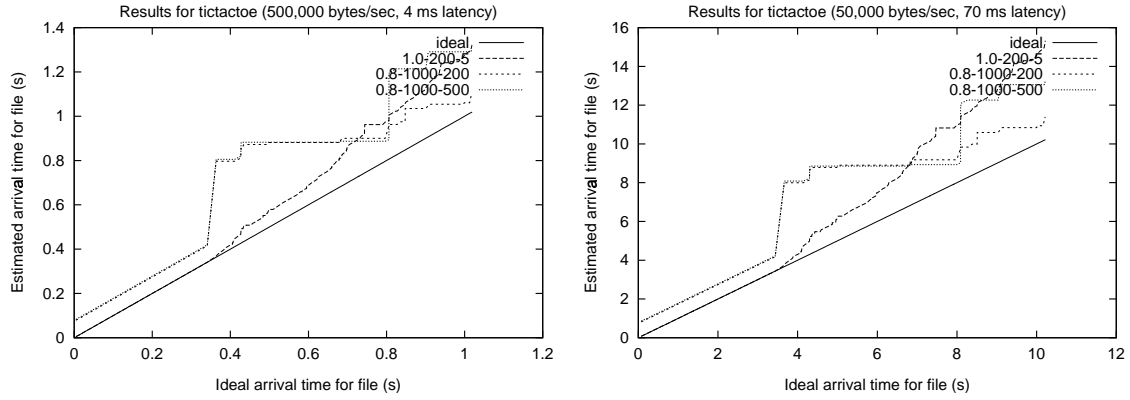 Results for tictactoe (500,000 bytes/sec, 4 ms latency)
1.4
1.2
1
0.8
0.6
0.4
0.2
0
0 0.2 0.4 0.6 0.8 1 1.2
Estimated arrival time for file (s)
Ideal arrival time for file (s)
ideal
1.0-200-5
0.8-1000-200
0.8-1000-500
Results for tictactoe (50,000 bytes/sec, 70 ms latency)
16
14
12
10
8
6
4
2
0
0 2 4 6 8 10 12
Estimated arrival time for file (s)
Ideal arrival time for file (s)
ideal
1.0-200-5
0.8-1000-200
0.8-1000-500